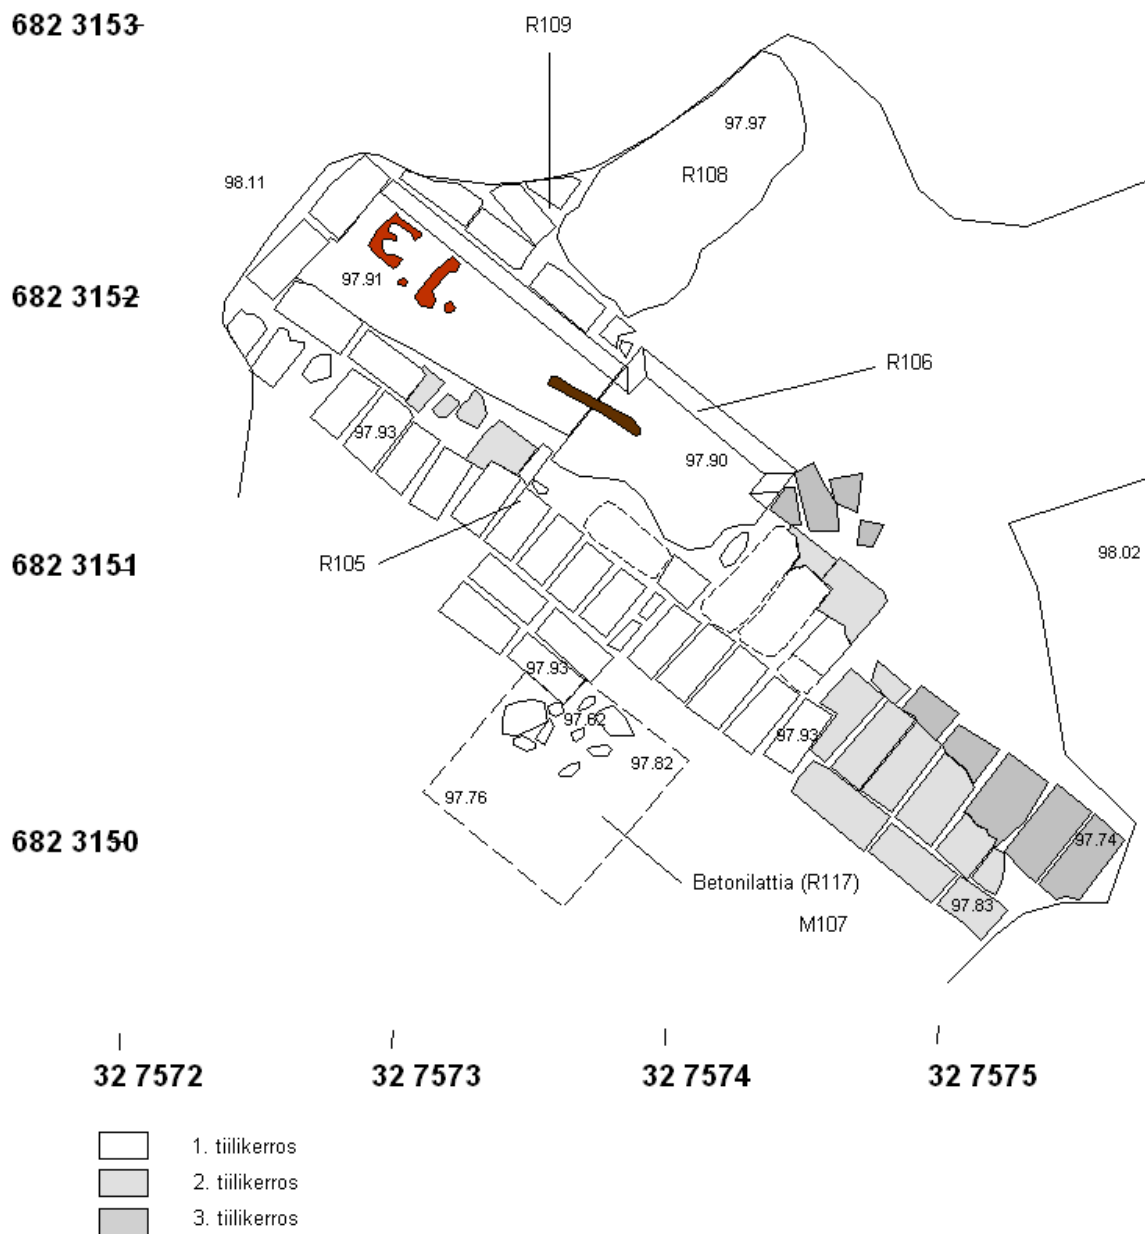 682 3153
R109
97.97
R108
98.11
97.91
E.J.
682 3152
R106
97.93
97.90
R105
682 3151
98.02
97.93
97.62
97.93
97.82
97.76
682 3150
97.74
Betonilattia (R117)
97.83
M107
32 7572
32 7573
32 7574
32 7575
1. tiilikerros
2. tiilikerros
3. tiilikerros